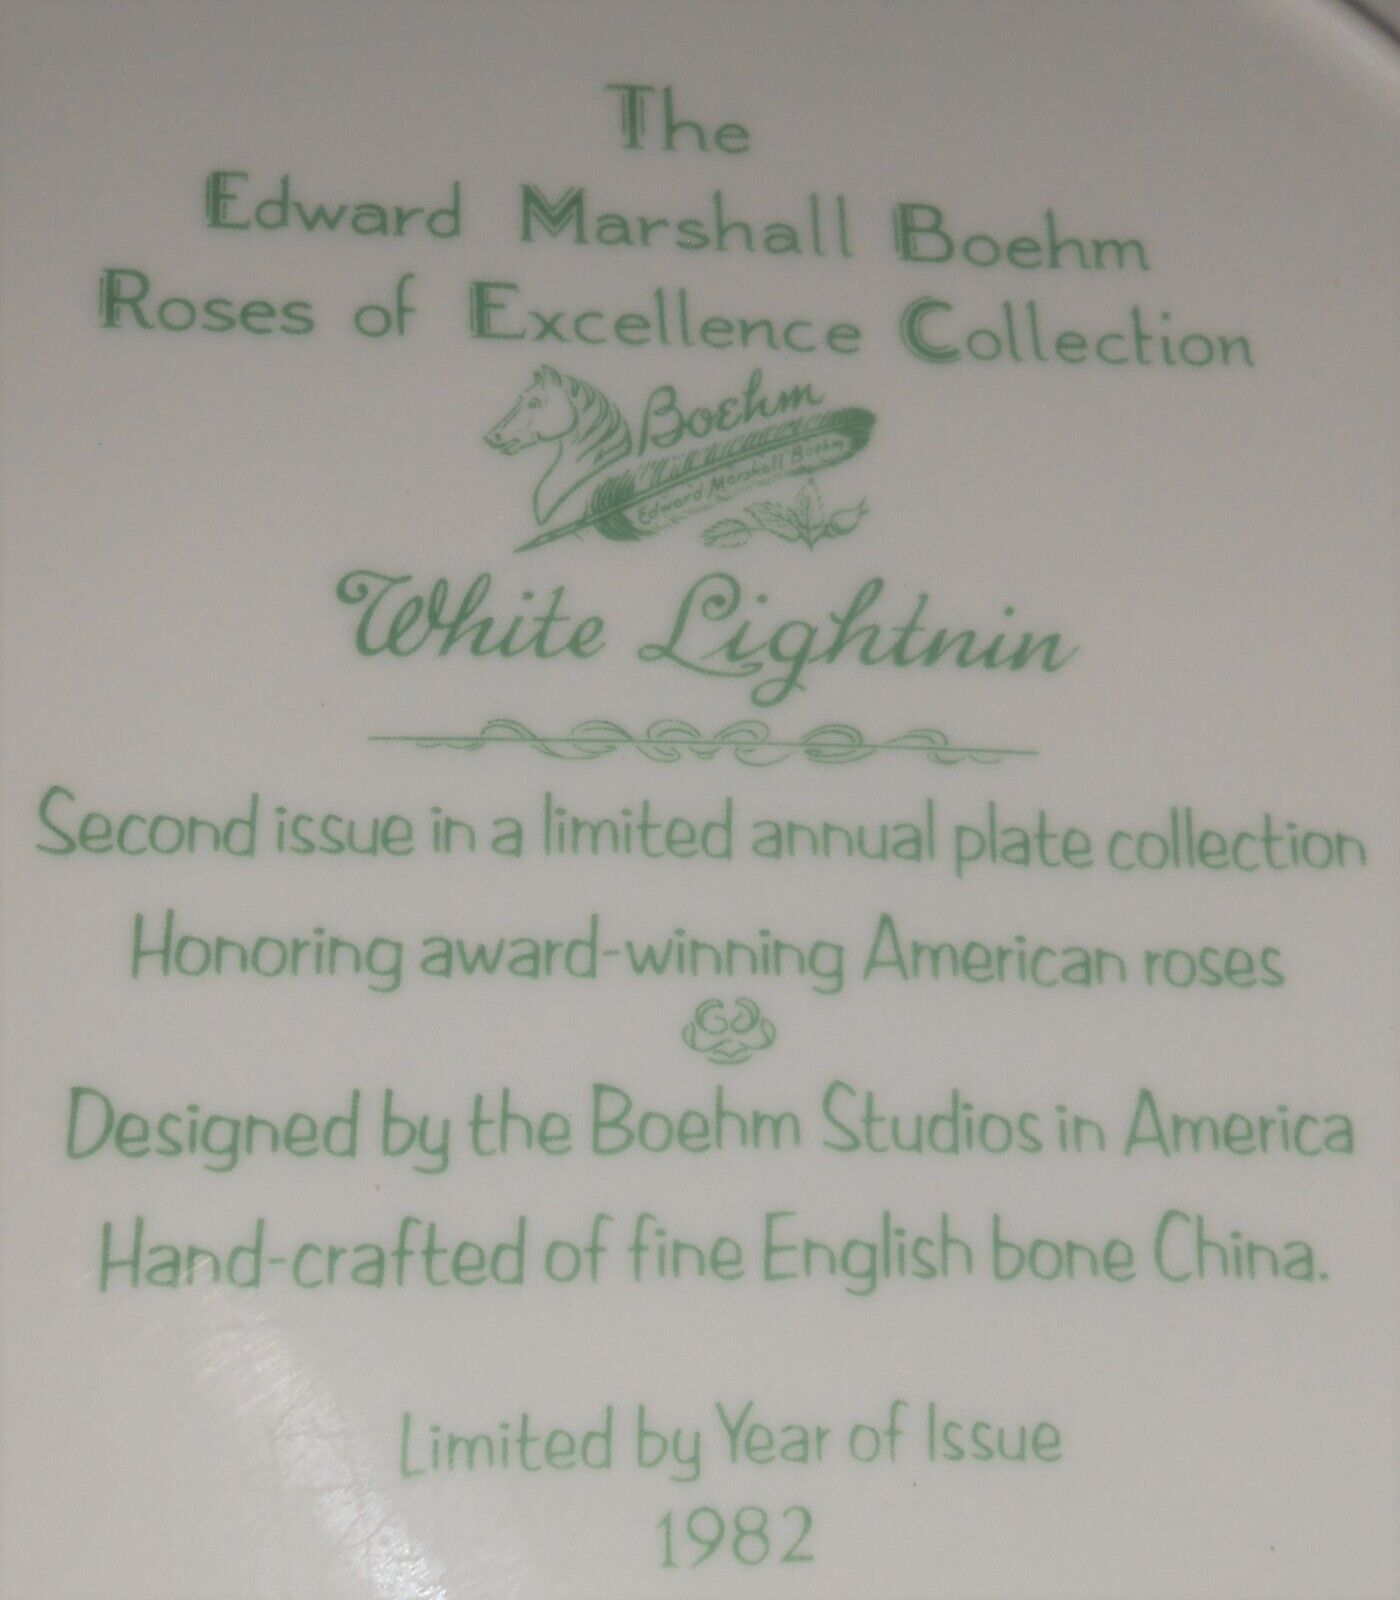 The
Edward Marshall Boehm
Roses of Excellence Collection
Boehm
Edward Marshall Boehm
White Lightnin
Second issue in a limited annual plate collection
Honoring award-winning American roses
Designed by the Boehm Studios in America
Hand-crafted of fine English bone China.
Limited by Year of Issue
1982